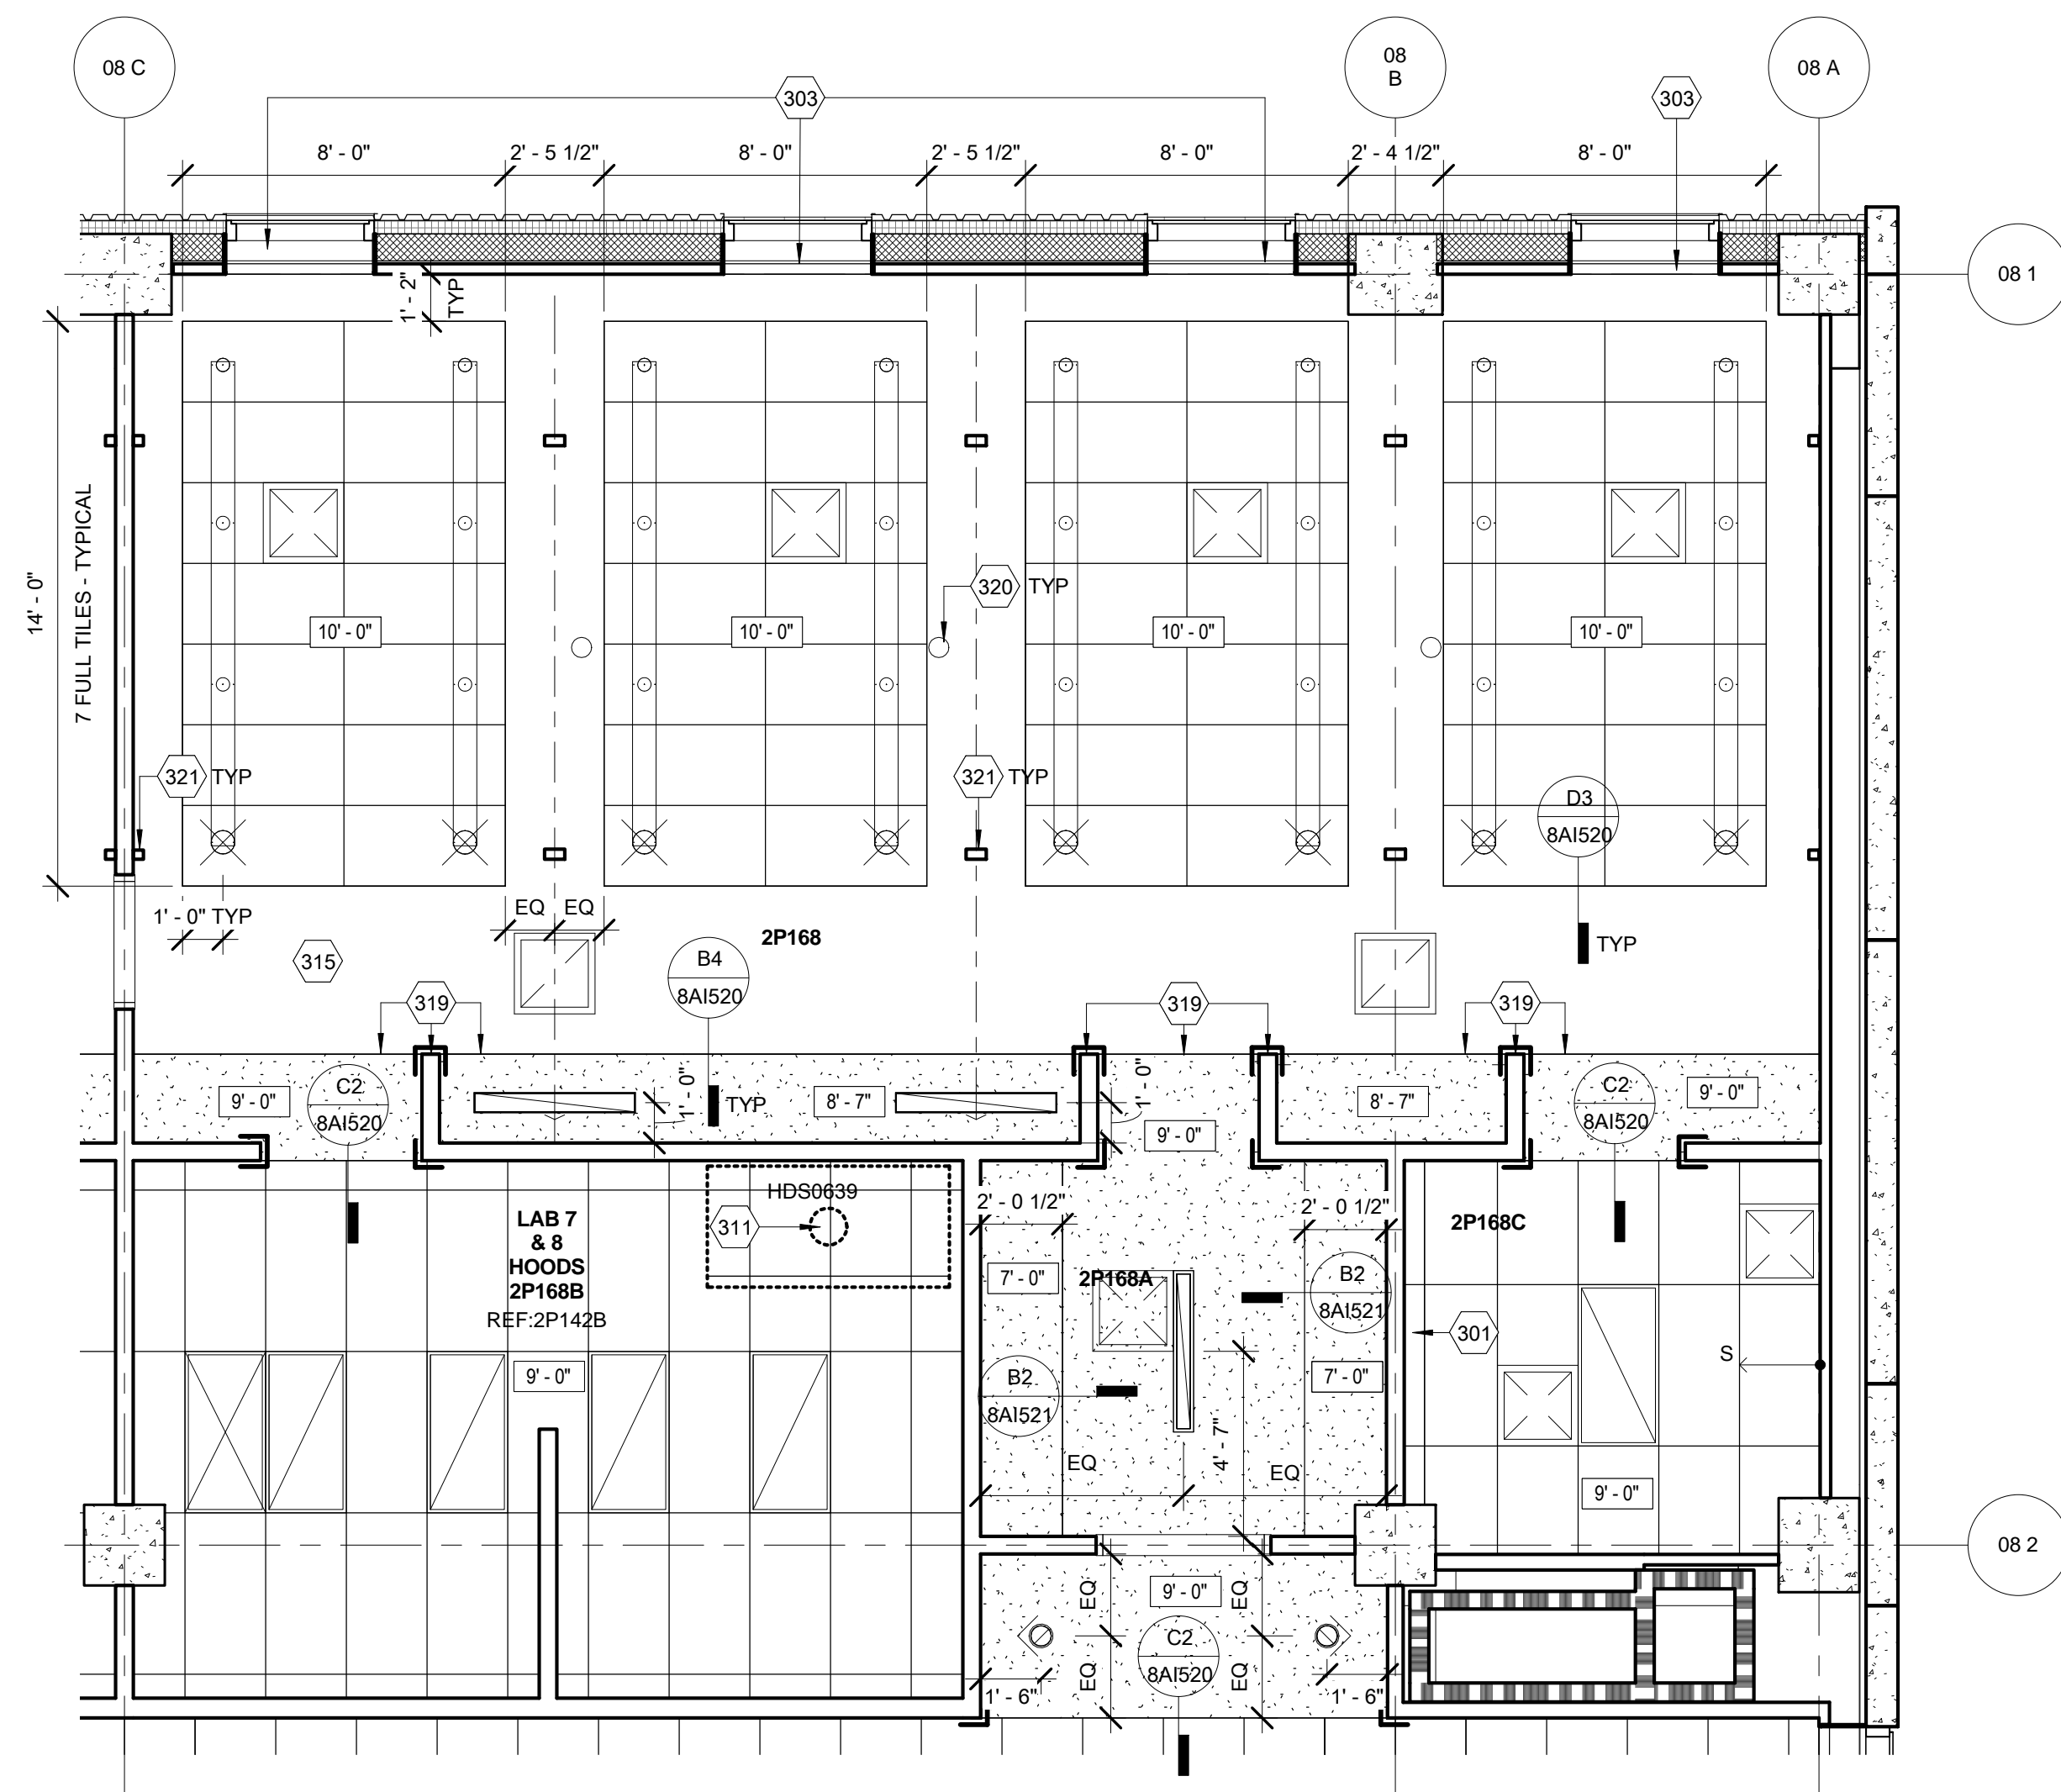 08 C
08
B
08 A
303
303
8' - 0"
2' - 5 1/2"
8' - 0"
2' - 5 1/2"
8' - 0"
2' - 4 1/2"
8' - 0"
08 1
1' - 2"
TYP
14' - 0"
7 FULL TILES - TYPICAL
320 TYP
10' - 0"
10' - 0"
10' - 0"
10' - 0"
321 TYP
321 TYP
D3
8AI520
1' - 0" TYP
EQ
EQ
2P168
TYP
315
B4
8AI520
319
319
319
9' - 0"
C2
8AI520
1' - 0"
TYP
8' - 7"
1' - 0"
9' - 0"
8' - 7"
C2
8AI520
9' - 0"
HDS0639
311
LAB 7
& 8
HOODS
2P168B
REF:2P142B
9' - 0"
2' - 0 1/2"
2' - 0 1/2"
7' - 0"
2P168A
B2
8AI521
B2
8AI521
7' - 0"
4' - 7"
EQ
EQ
2P168C
301
S
9' - 0"
08 2
9' - 0"
EQ
EQ
C2
8AI520
EQ
EQ
1' - 6"
1' - 6"